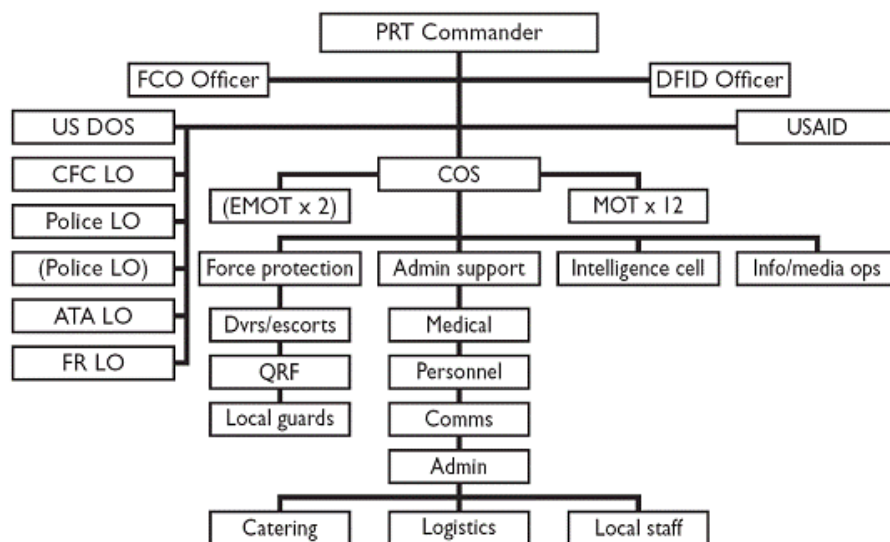 PRT Commander
FCO Officer
DFID Officer
US DOS
USAID
CFC LO
COS
Police LO
(EMOT x 2)
MOT x 12
(Police LO)
Force protection
Admin support
Intelligence cell
Info/media ops
ATA LO
Dvrs/escorts
Medical
FR LO
QRF
Personnel
Local guards
Comms
Admin
Catering
Logistics
Local staff